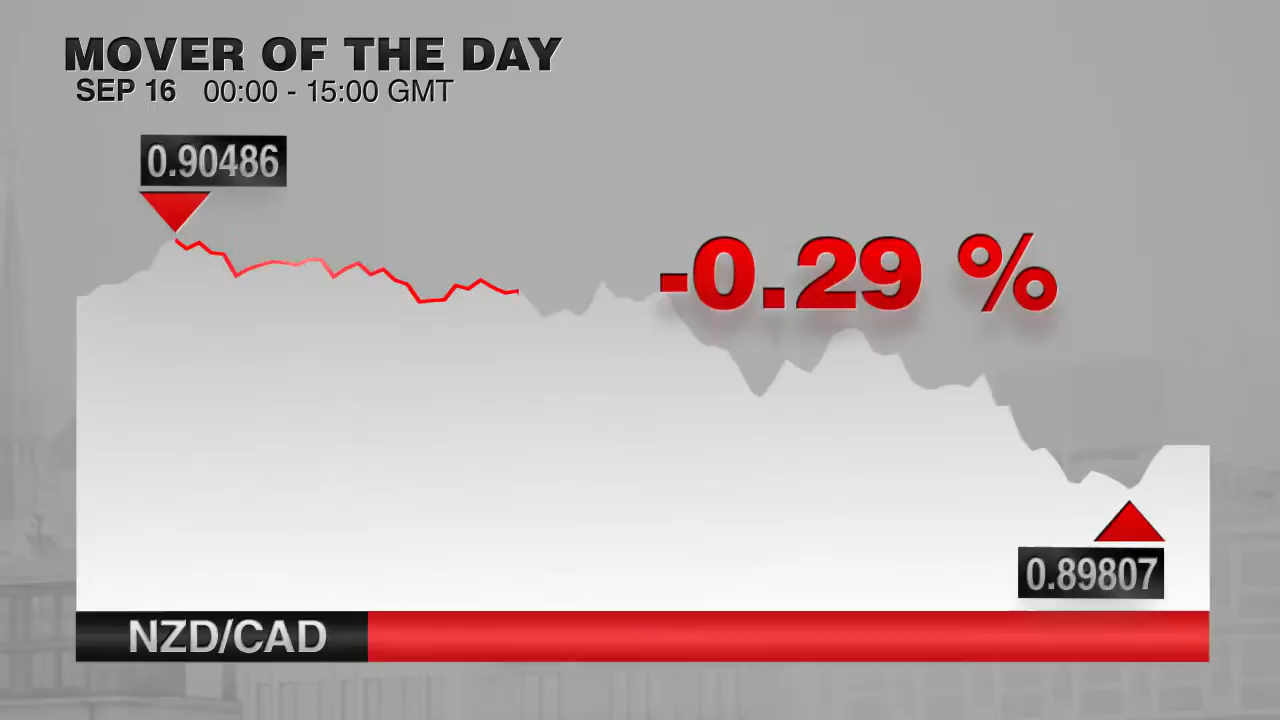 MOVER OF THE DAY
SEP 16 00:00 - 15:00 GMT
0.90486
-0.29 %
0.89807
NZD/CAD